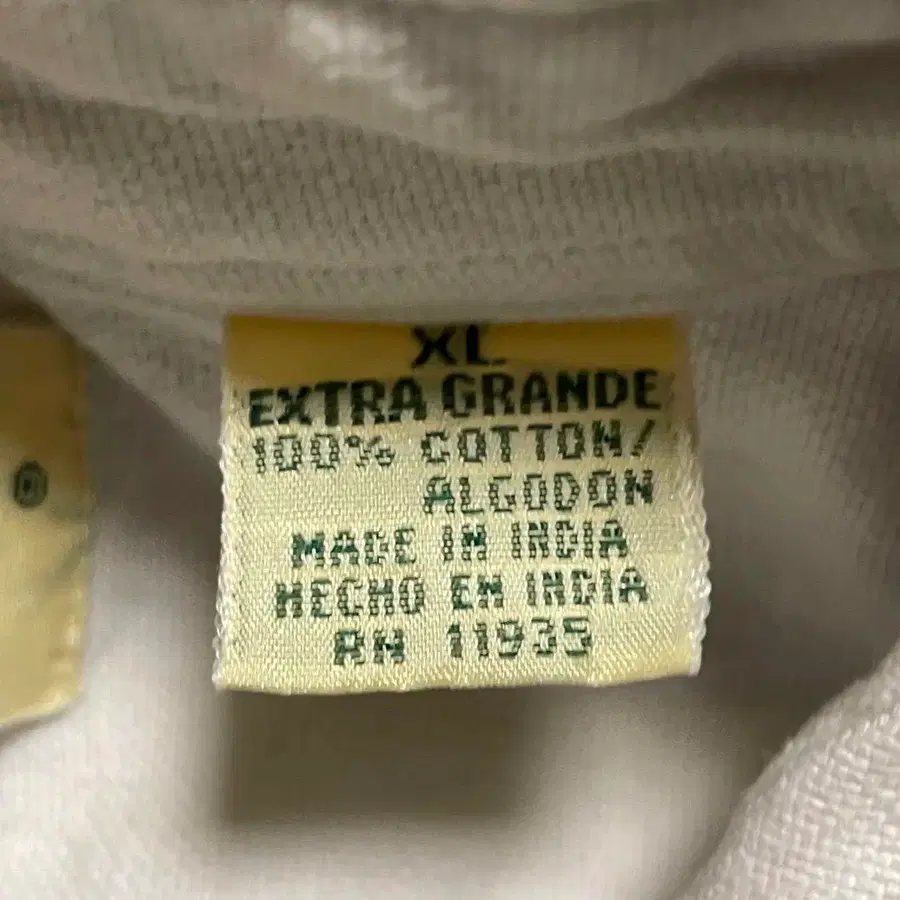 ®
XL
EXTRA GRANDE
100% COTTON/
ALGODON
MADE IN INDIA
HECHO EN INDIA
RN 11935